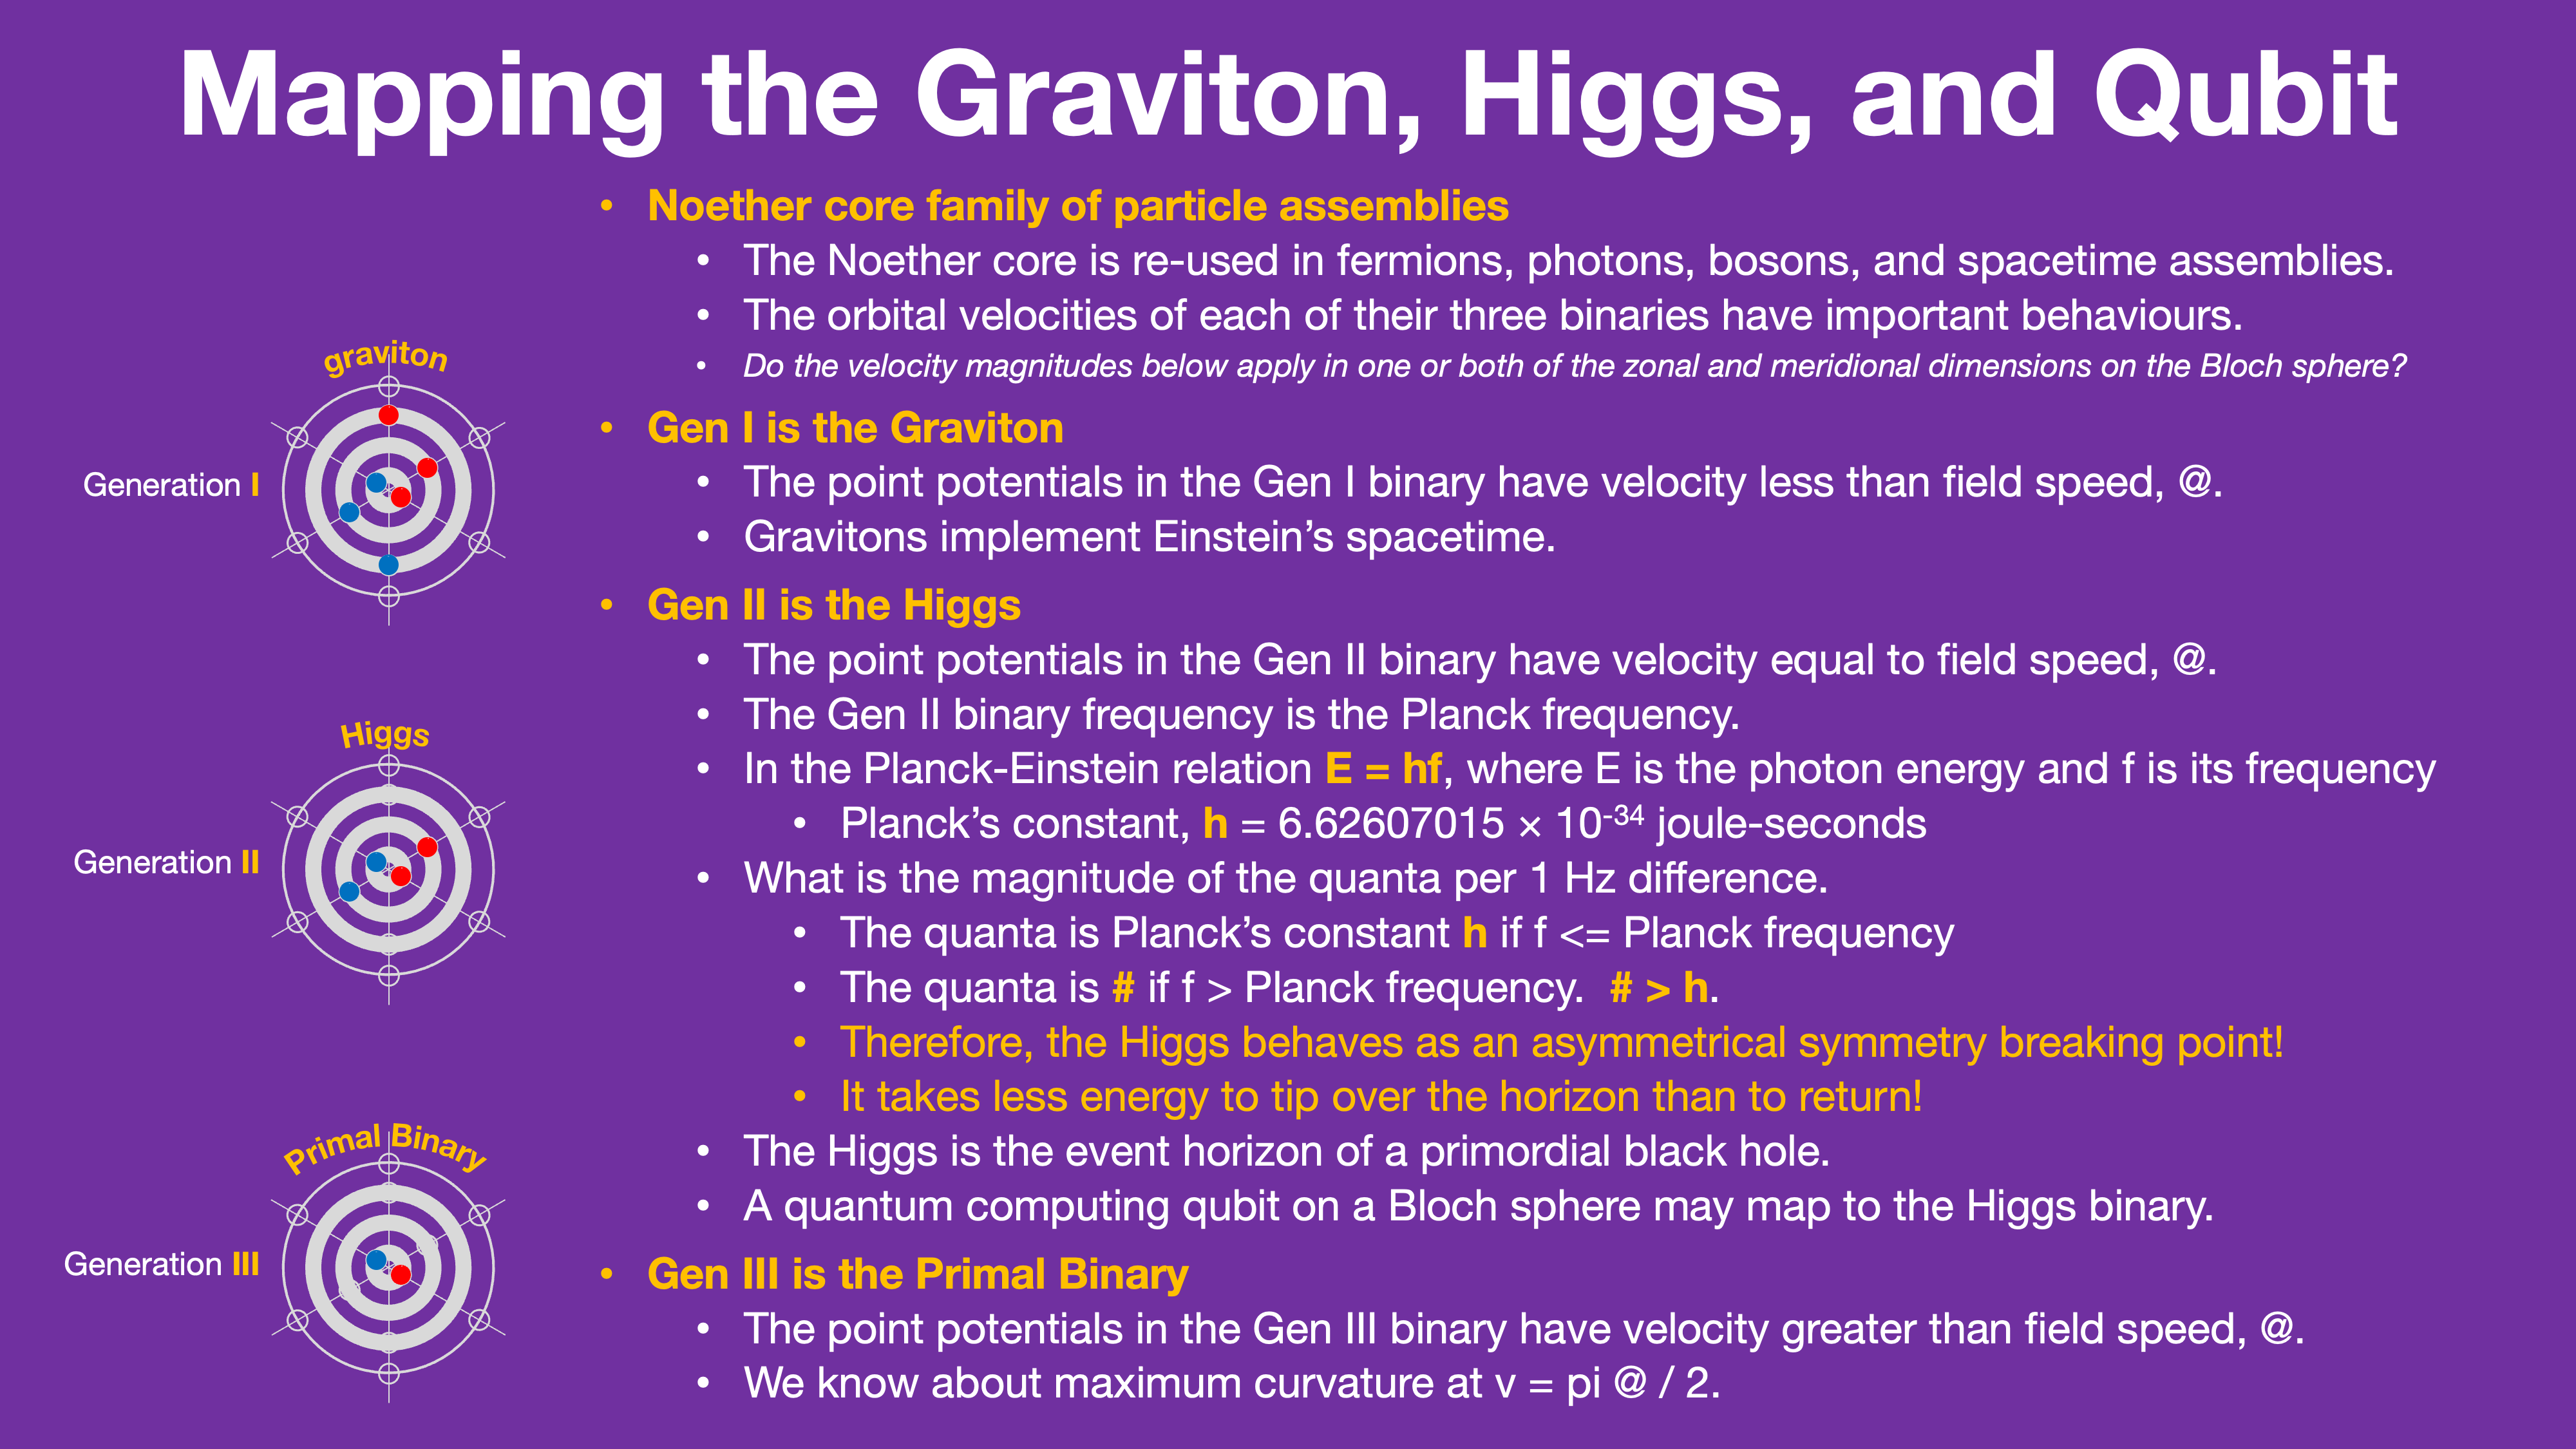 Mapping the Graviton, Higgs, and Qubit
• Noether core family of particle assemblies
• The Noether core is re-used in fermions, photons, bosons, and spacetime assemblies.
• The orbital velocities of each of their three binaries have important behaviours.
• Do the velocity magnitudes below apply in one or both of the zonal and meridional dimensions on the Bloch sphere?
graviton
Generation I
• Gen I is the Graviton
• The point potentials in the Gen I binary have velocity less than field speed, @.
• Gravitons implement Einstein’s spacetime.
Higgs
Generation II
• Gen II is the Higgs
• The point potentials in the Gen II binary have velocity equal to field speed, @.
• The Gen II binary frequency is the Planck frequency.
• In the Planck-Einstein relation E = hf, where E is the photon energy and f is its frequency
• Planck’s constant, h = 6.62607015 × 10⁻³⁴ joule-seconds
• What is the magnitude of the quanta per 1 Hz difference.
• The quanta is Planck’s constant h if f <= Planck frequency
• The quanta is # if f > Planck frequency. # > h.
• Therefore, the Higgs behaves as an asymmetrical symmetry breaking point!
• It takes less energy to tip over the horizon than to return!
• The Higgs is the event horizon of a primordial black hole.
• A quantum computing qubit on a Bloch sphere may map to the Higgs binary.
Primal Binary
Generation III
• Gen III is the Primal Binary
• The point potentials in the Gen III binary have velocity greater than field speed, @.
• We know about maximum curvature at v = pi @ / 2.